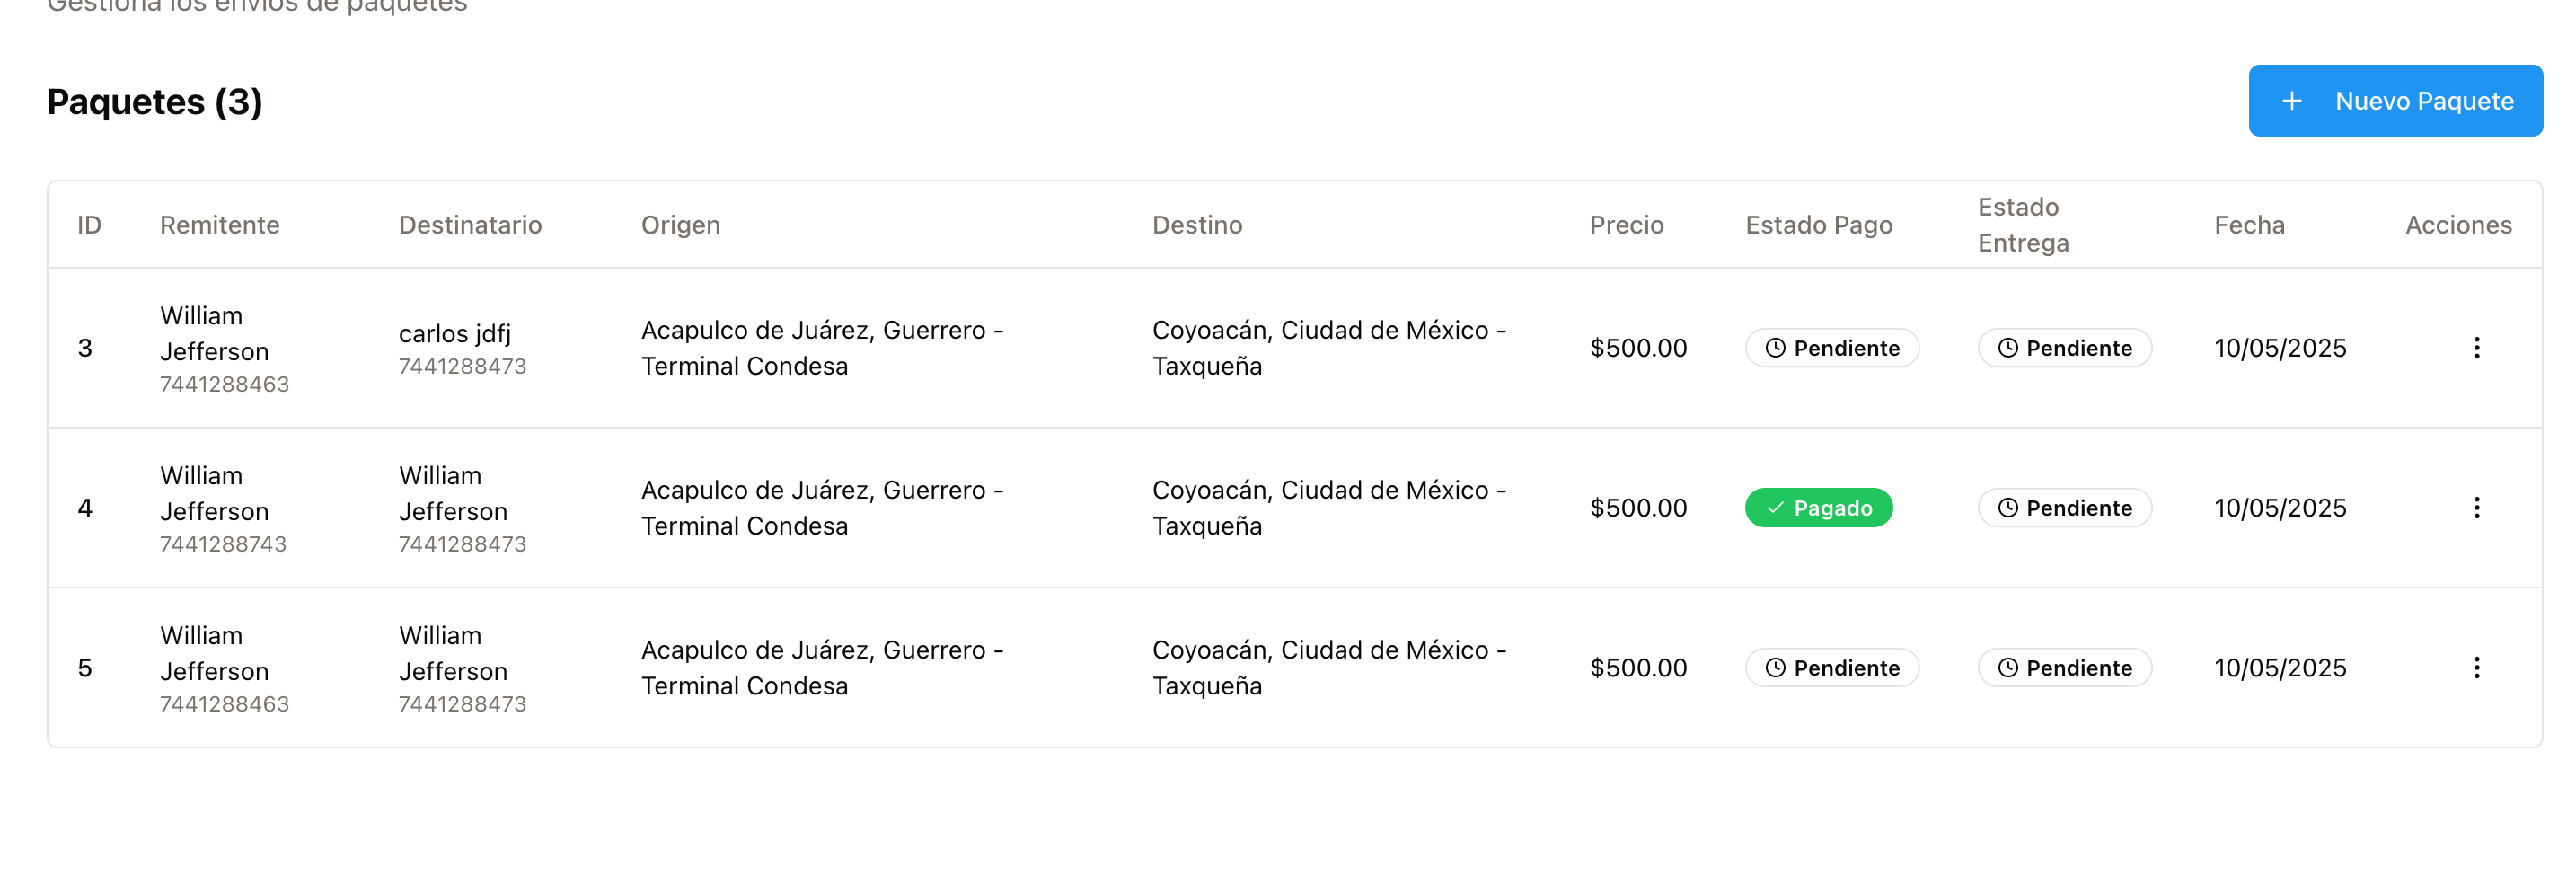 Gestiona los envíos de paquetes
Paquetes (3)
Nuevo Paquete
ID Remitente Destinatario Origen Destino Precio Estado Pago Estado Entrega Fecha Acciones
3
William
Jefferson
7441288463
carlos jdfj
7441288473
Acapulco de Juárez, Guerrero -
Terminal Condesa
Coyoacán, Ciudad de México -
Taxqueña
$500.00
Pendiente
Pendiente
10/05/2025
4
William
Jefferson
7441288743
William
Jefferson
7441288473
Acapulco de Juárez, Guerrero -
Terminal Condesa
Coyoacán, Ciudad de México -
Taxqueña
$500.00
Pagado
Pendiente
10/05/2025
5
William
Jefferson
7441288463
William
Jefferson
7441288473
Acapulco de Juárez, Guerrero -
Terminal Condesa
Coyoacán, Ciudad de México -
Taxqueña
$500.00
Pendiente
Pendiente
10/05/2025